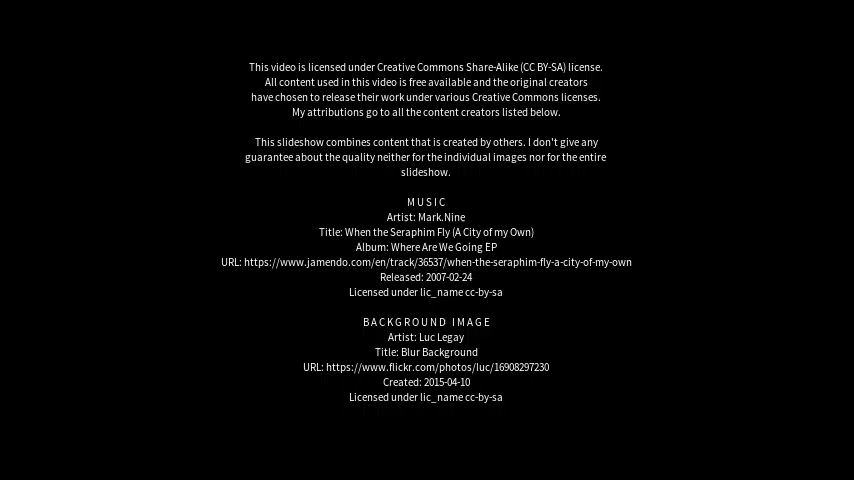 This video is licensed under Creative Commons Share-Alike (CC BY-SA) license.
All content used in this video is free available and the original creators
have chosen to release their work under various Creative Commons licenses.
My attributions go to all the content creators listed below.
This slideshow combines content that is created by others. I don't give any
guarantee about the quality neither for the individual images nor for the entire
slideshow.
MUSIC
Artist: Mark.Nine
Title: When the Seraphim Fly (A City of my Own)
Album: Where Are We Going EP
URL: https://www.jamendo.com/en/track/36537/when-the-seraphim-fly-a-city-of-my-own
Released: 2007-02-24
Licensed under lic_name cc-by-sa
BACKGROUND IMAGE
Artist: Luc Legay
Title: Blur Background
URL: https://www.flickr.com/photos/luc/16908297230
Created: 2015-04-10
Licensed under lic_name cc-by-sa